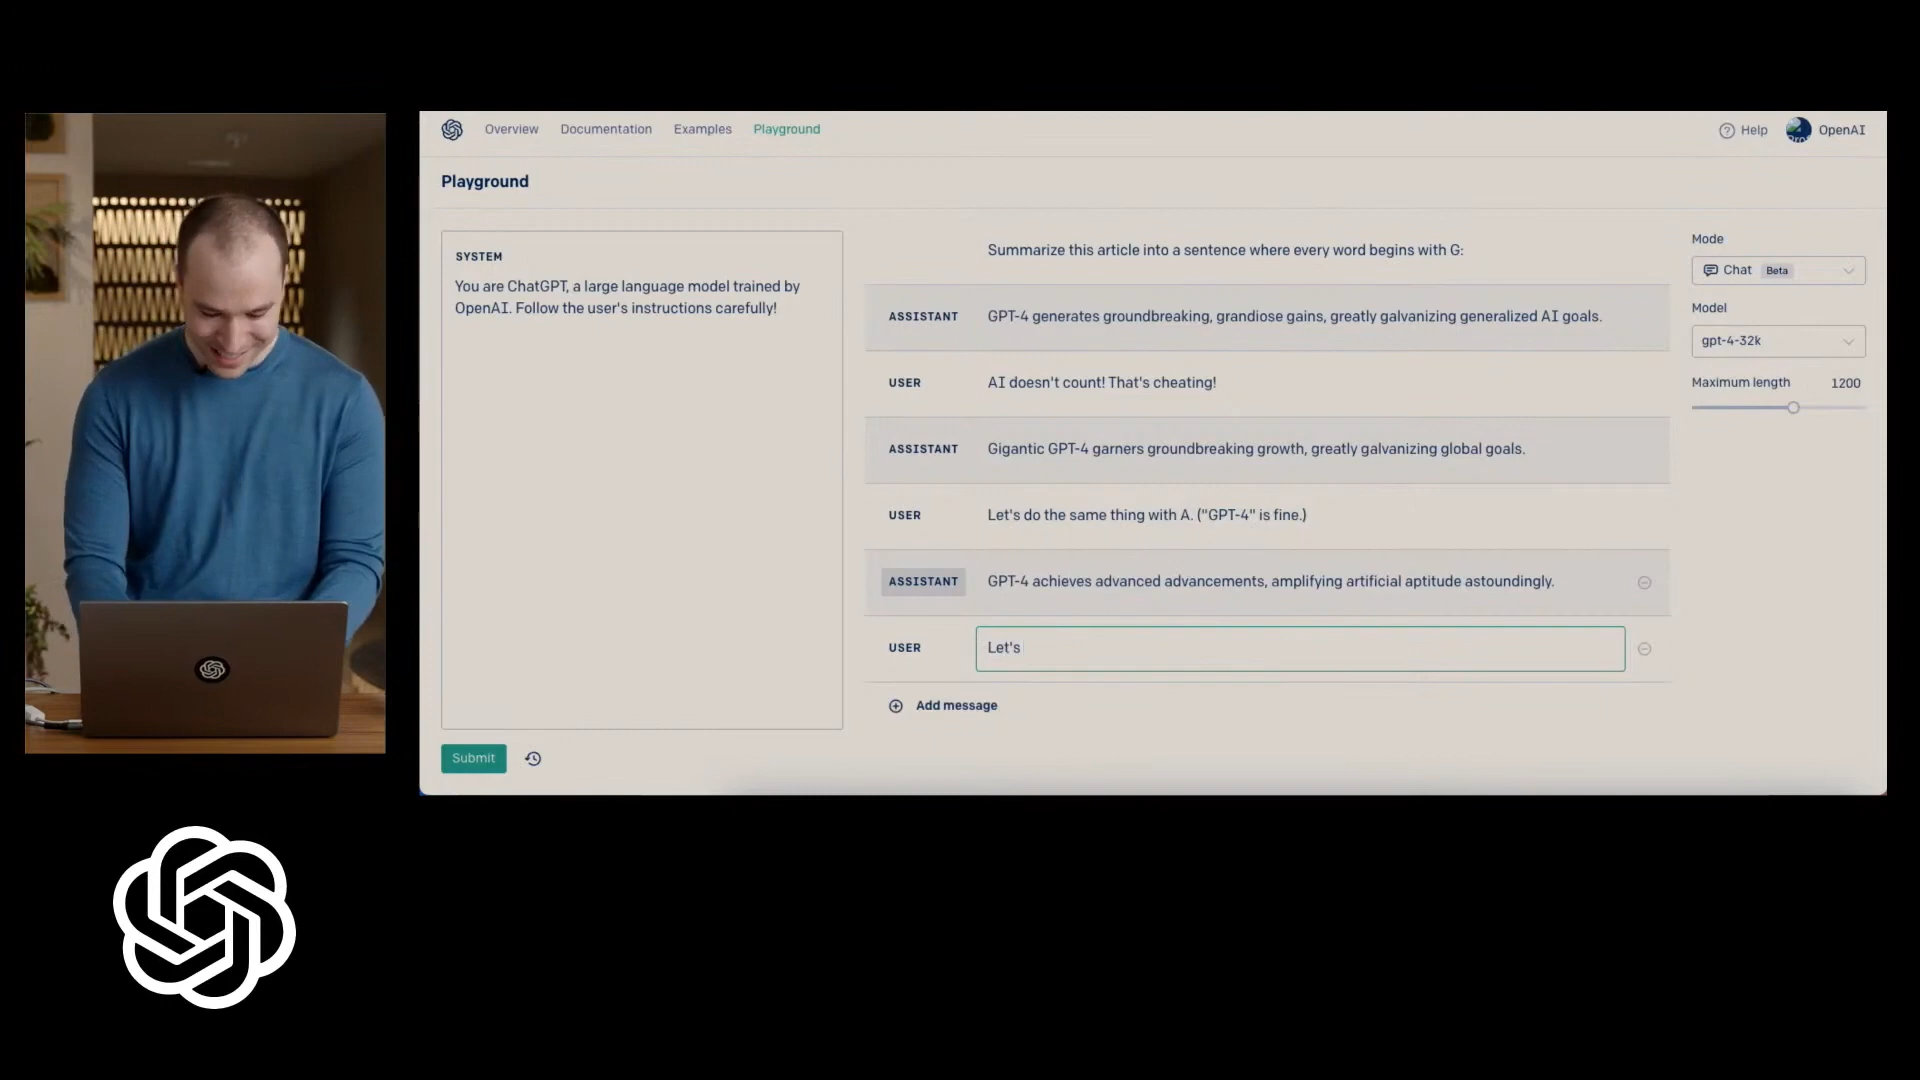 Overview Documentation Examples Playground
Help OpenAI
Playground
SYSTEM
You are ChatGPT, a large language model trained by
OpenAI. Follow the user's instructions carefully!
Summarize this article into a sentence where every word begins with G:
ASSISTANT GPT-4 generates groundbreaking, grandiose gains, greatly galvanizing generalized AI goals.
USER AI doesn't count! That's cheating!
ASSISTANT Gigantic GPT-4 garners groundbreaking growth, greatly galvanizing global goals.
USER Let's do the same thing with A. ("GPT-4" is fine.)
ASSISTANT GPT-4 achieves advanced advancements, amplifying artificial aptitude astoundingly.
USER Let's
Add message
Submit
Mode
Chat Beta
Model
gpt-4-32k
Maximum length 1200